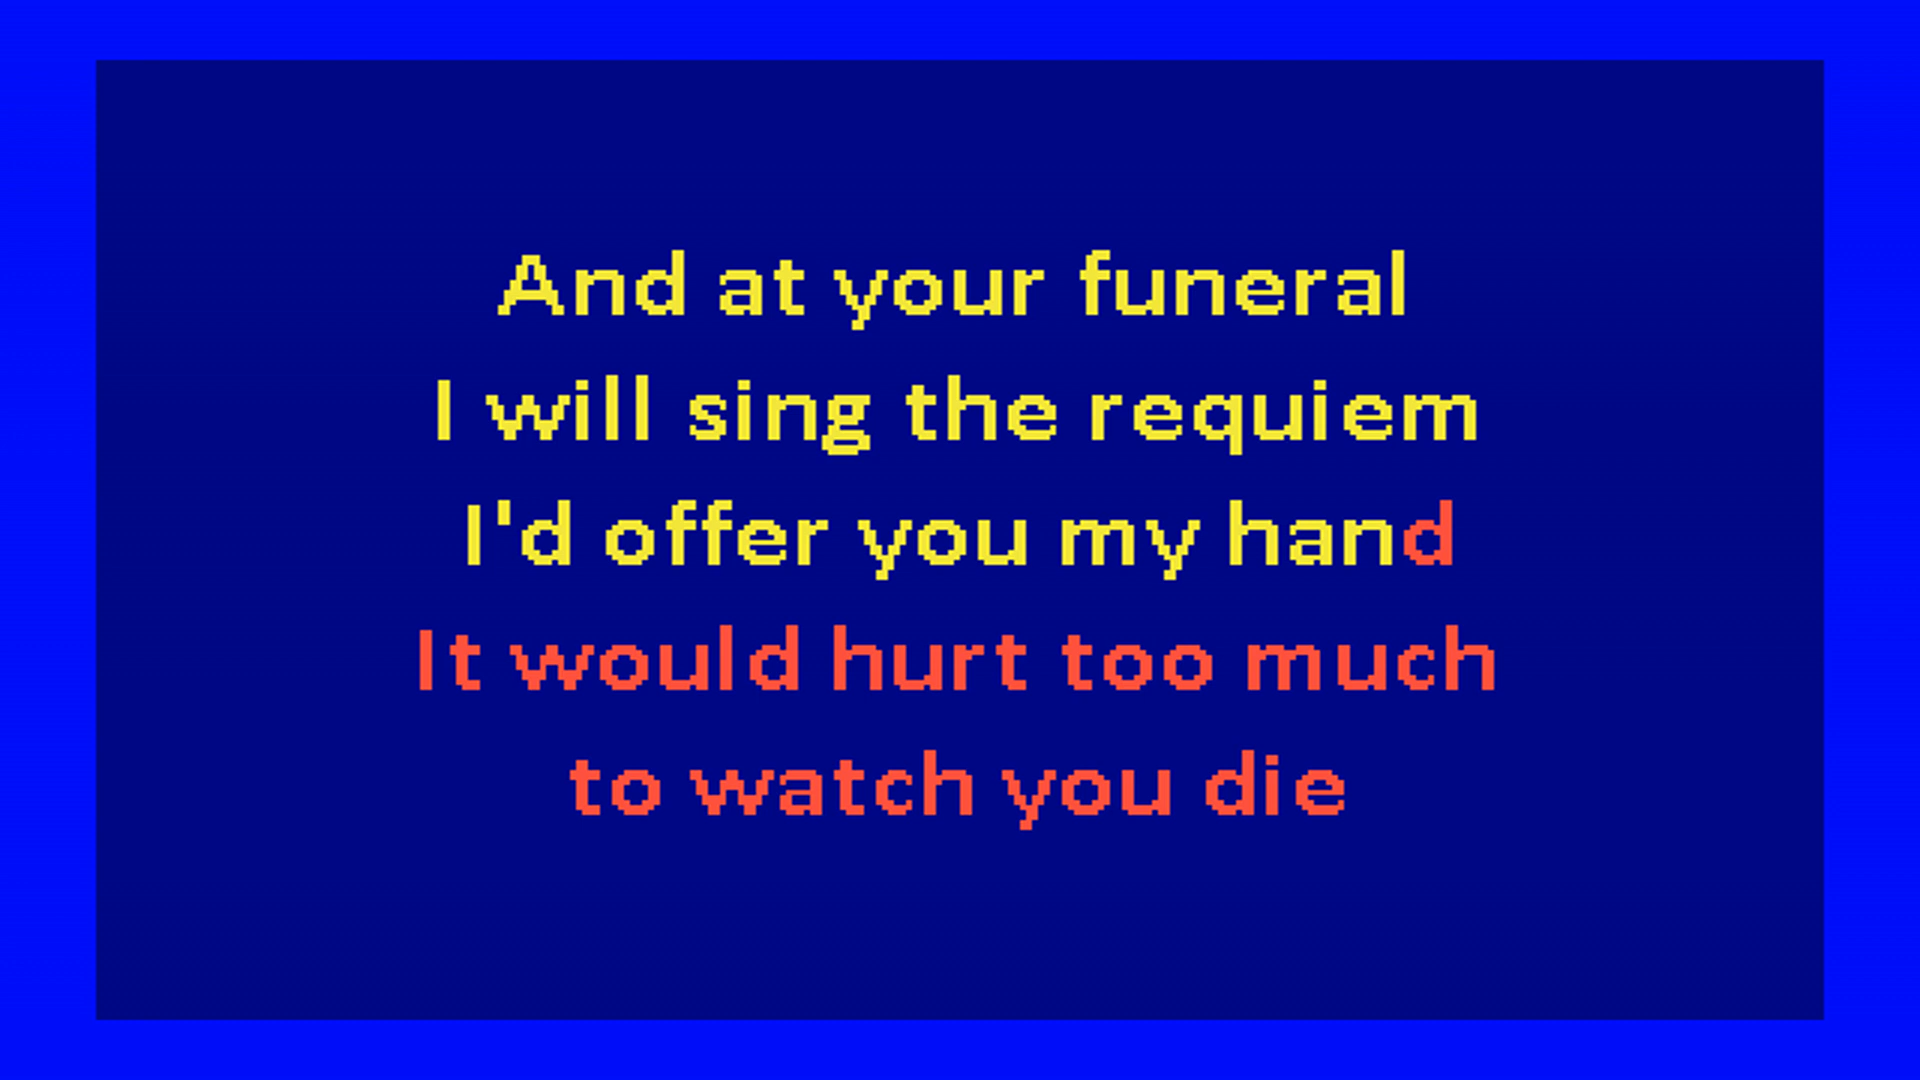 And at your funeral
I will sing the requiem
I'd offer you my hand
It would hurt too much
to watch you die